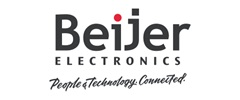 Beijer
ELECTRONICS
People & Technology. Connected.